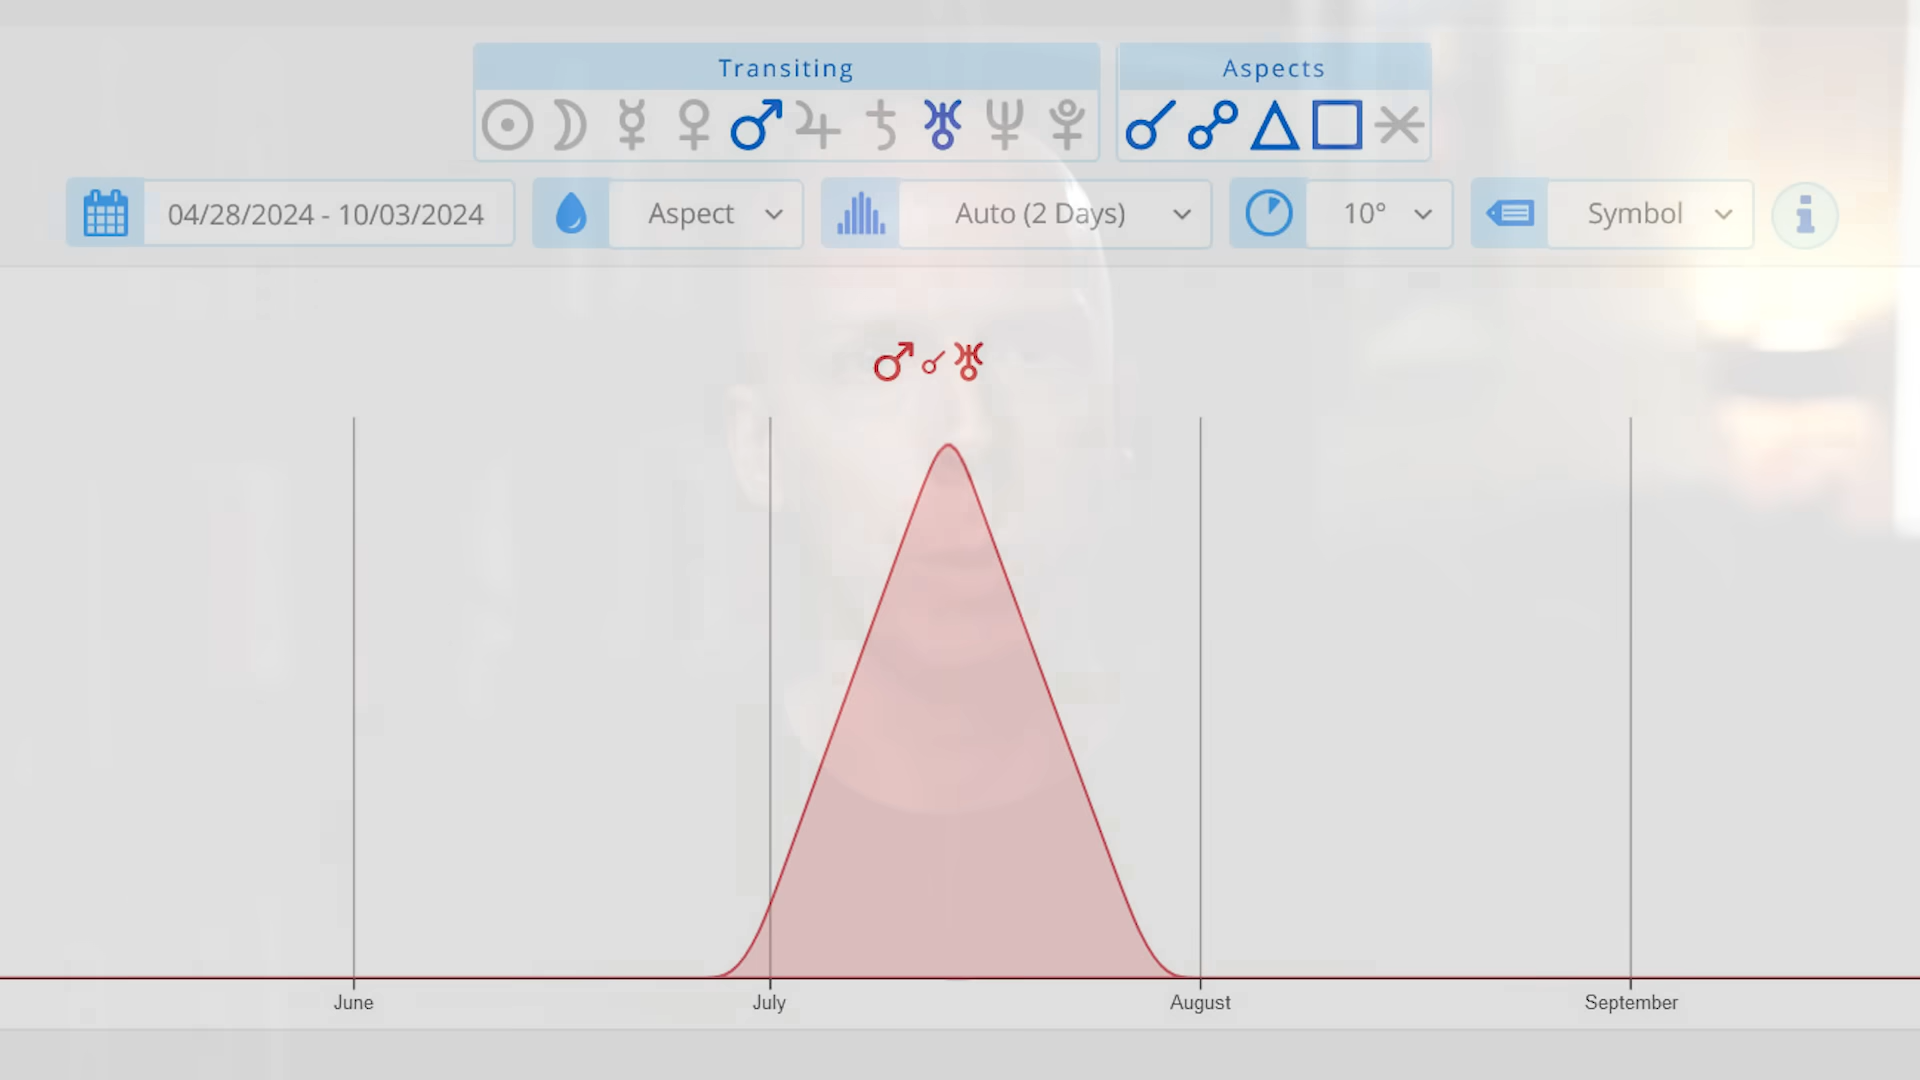 Transiting
Aspects
☉ ☽ ☿ ♀ ♂ ♃ ♄ ♅ ♆ ♇
☌ ☍ △ □ ⚹
04/28/2024 - 10/03/2024
Aspect
Auto (2 Days)
10°
Symbol
i
♂ ☌ ♅
June
July
August
September